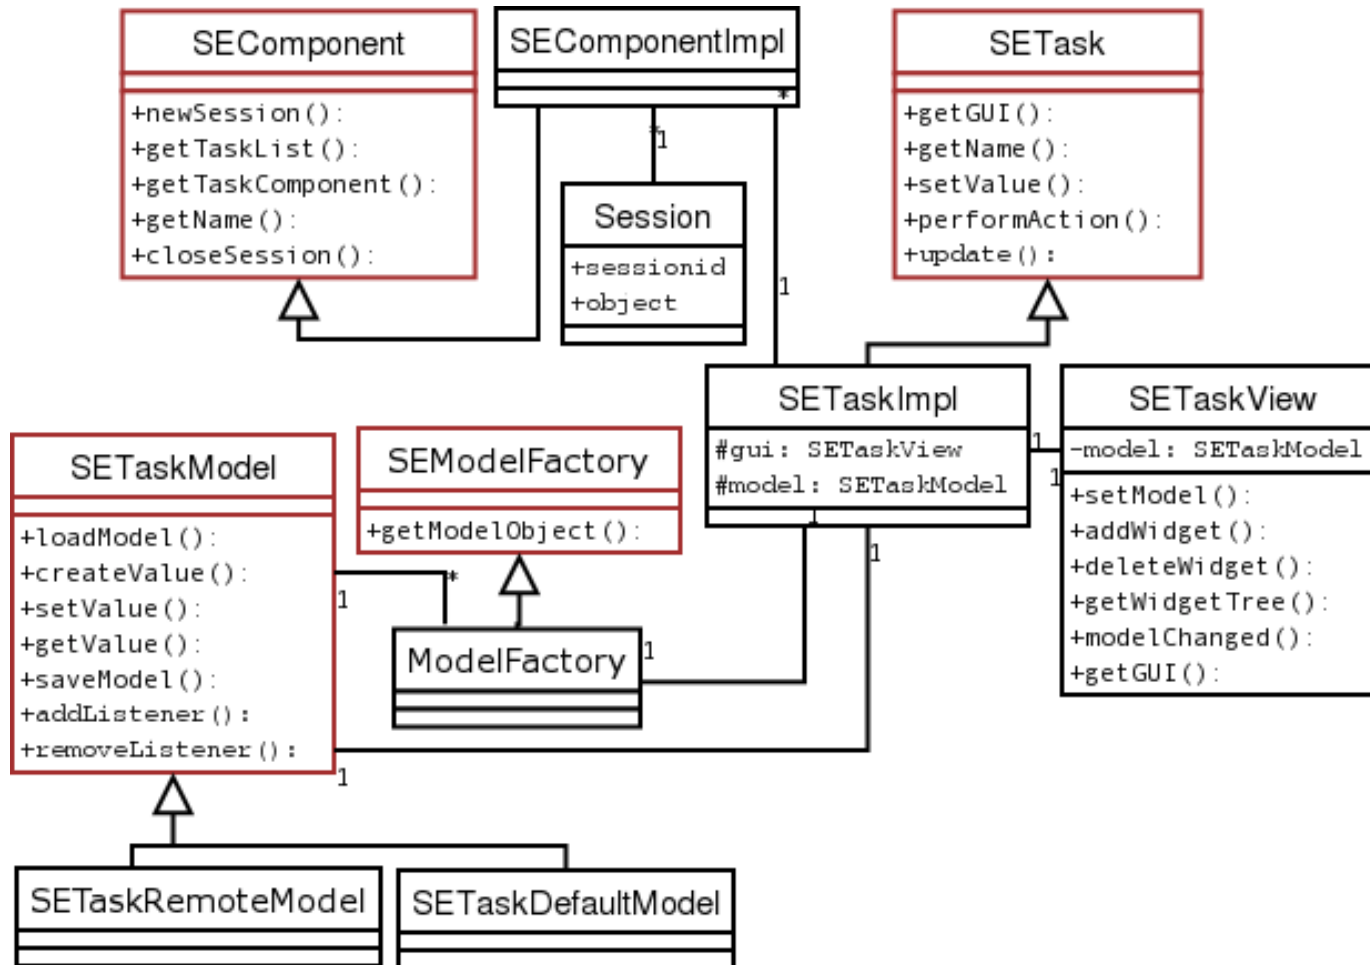 SEComponent
+newSession():
+getTaskList():
+getTaskComponent():
+getName():
+closeSession():
SEComponentImpl
*
*
1
Session
+sessionid
+object
1
SETask
+getGUI():
+getName():
+setValue():
+performAction():
+update():
SETaskImpl
#gui: SETaskView
#model: SETaskModel
1
1
1
1
SETaskView
-model: SETaskModel
+setModel():
+addWidget():
+deleteWidget():
+getWidgetTree():
+modelChanged():
+getGUI():
SETaskModel
+loadModel():
+createValue():
+setValue():
+getValue():
+saveModel():
+addListener():
+removeListener():
1
*
1
SEModelFactory
+getModelObject():
ModelFactory
1
SETaskRemoteModel
SETaskDefaultModel